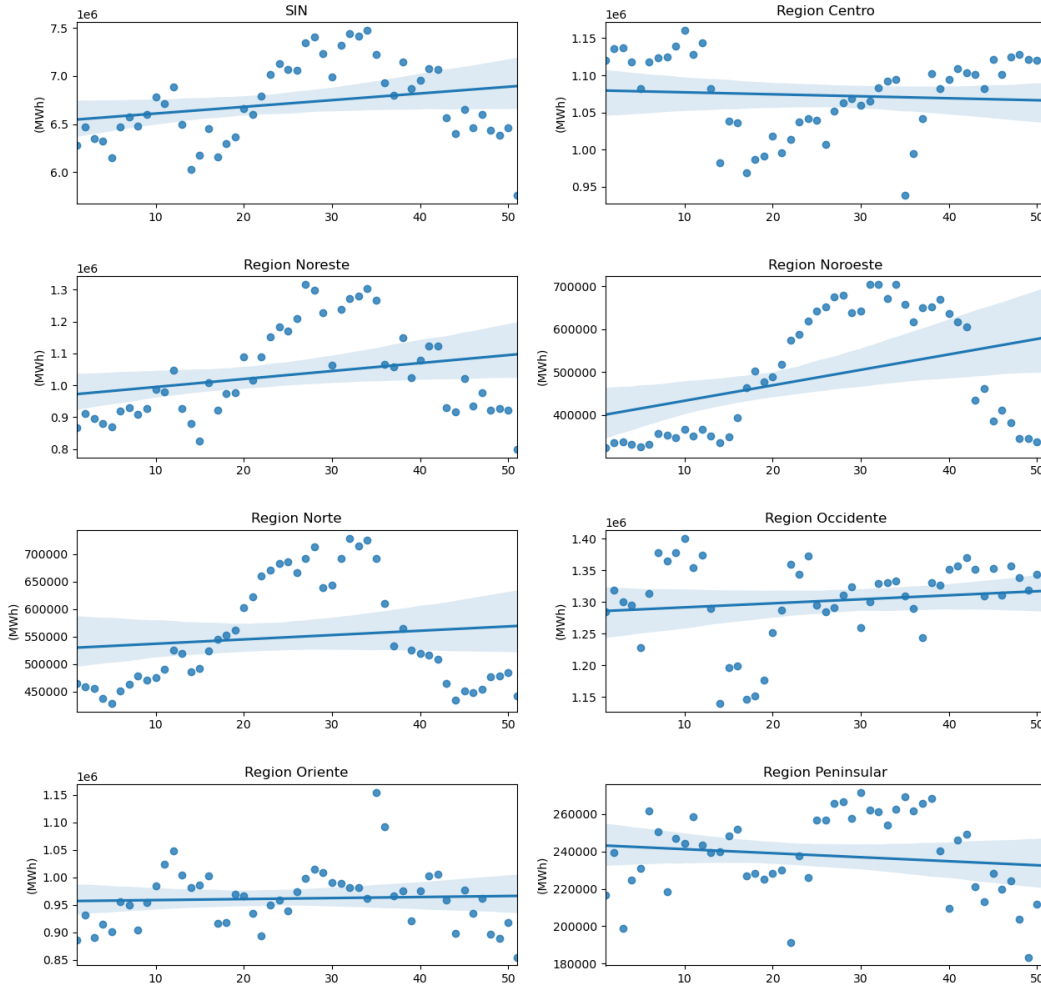 SIN
1e6
7.5
7.0
6.5
6.0
(MWh)
10 20 30 40 50
Region Centro
1e6
1.15
1.10
1.05
1.00
0.95
(MWh)
10 20 30 40 50
Region Noreste
1e6
1.3
1.2
1.1
1.0
0.9
0.8
(MWh)
10 20 30 40 50
Region Noroeste
700000
600000
500000
400000
(MWh)
10 20 30 40 50
Region Norte
700000
650000
600000
550000
500000
450000
(MWh)
10 20 30 40 50
Region Occidente
1e6
1.40
1.35
1.30
1.25
1.20
1.15
(MWh)
10 20 30 40 50
Region Oriente
1e6
1.15
1.10
1.05
1.00
0.95
0.90
0.85
(MWh)
10 20 30 40 50
Region Peninsular
260000
240000
220000
200000
180000
(MWh)
10 20 30 40 50